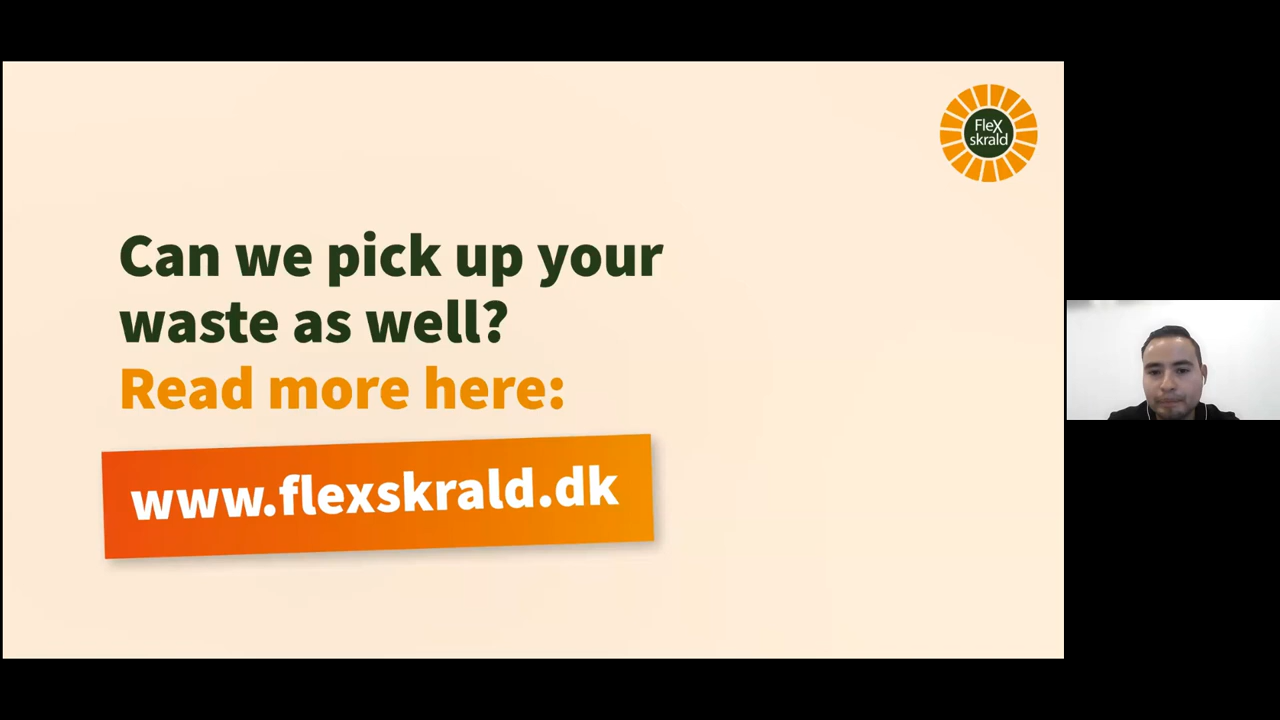 FleX
skrald
Can we pick up your
waste as well?
Read more here:
www.flexskrald.dk